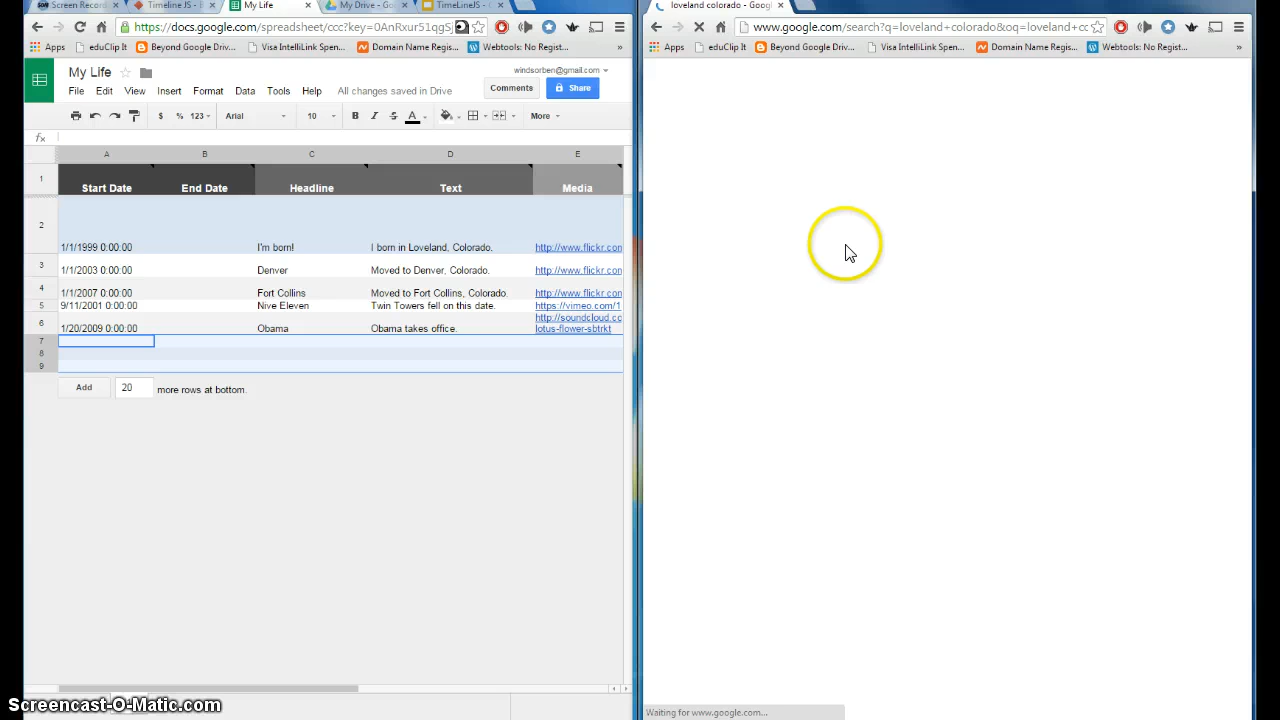 Screen Record
Timeline JS -
My Life
My Drive - Go
TimeLineJS -
https://docs.google.com/spreadsheet/ccc?key=0AnRxur51qgSj
Apps
eduClip It
Beyond Google Driv...
Visa IntelliLink Spen...
Domain Name Regis...
Webtools: No Regist...
»
My Life
windsorben@gmail.com
File Edit View Insert Format Data Tools Help All changes saved in Drive
Comments
Share
$ % 123 Arial 10 B I S A More
fx
A B C D E
1 Start Date End Date Headline Text Media
2 1/1/1999 0:00:00 I'm born! I born in Loveland, Colorado. http://www.flickr.con
3 1/1/2003 0:00:00 Denver Moved to Denver, Colorado. http://www.flickr.con
4 1/1/2007 0:00:00 Fort Collins Moved to Fort Collins, Colorado. http://www.flickr.con
5 9/11/2001 0:00:00 Nive Eleven Twin Towers fell on this date. https://vimeo.com/1
http://soundcloud.cc
6 1/20/2009 0:00:00 Obama Obama takes office. lotus-flower-sbtrkt
7
8
9
Add 20 more rows at bottom.
loveland colorado - Goog
www.google.com/search?q=loveland+colorado&oq=loveland+cc
Apps
eduClip It
Beyond Google Driv...
Visa IntelliLink Spen...
Domain Name Regis...
Webtools: No Regist...
»
Waiting for www.google.com...
Screencast-O-Matic.com